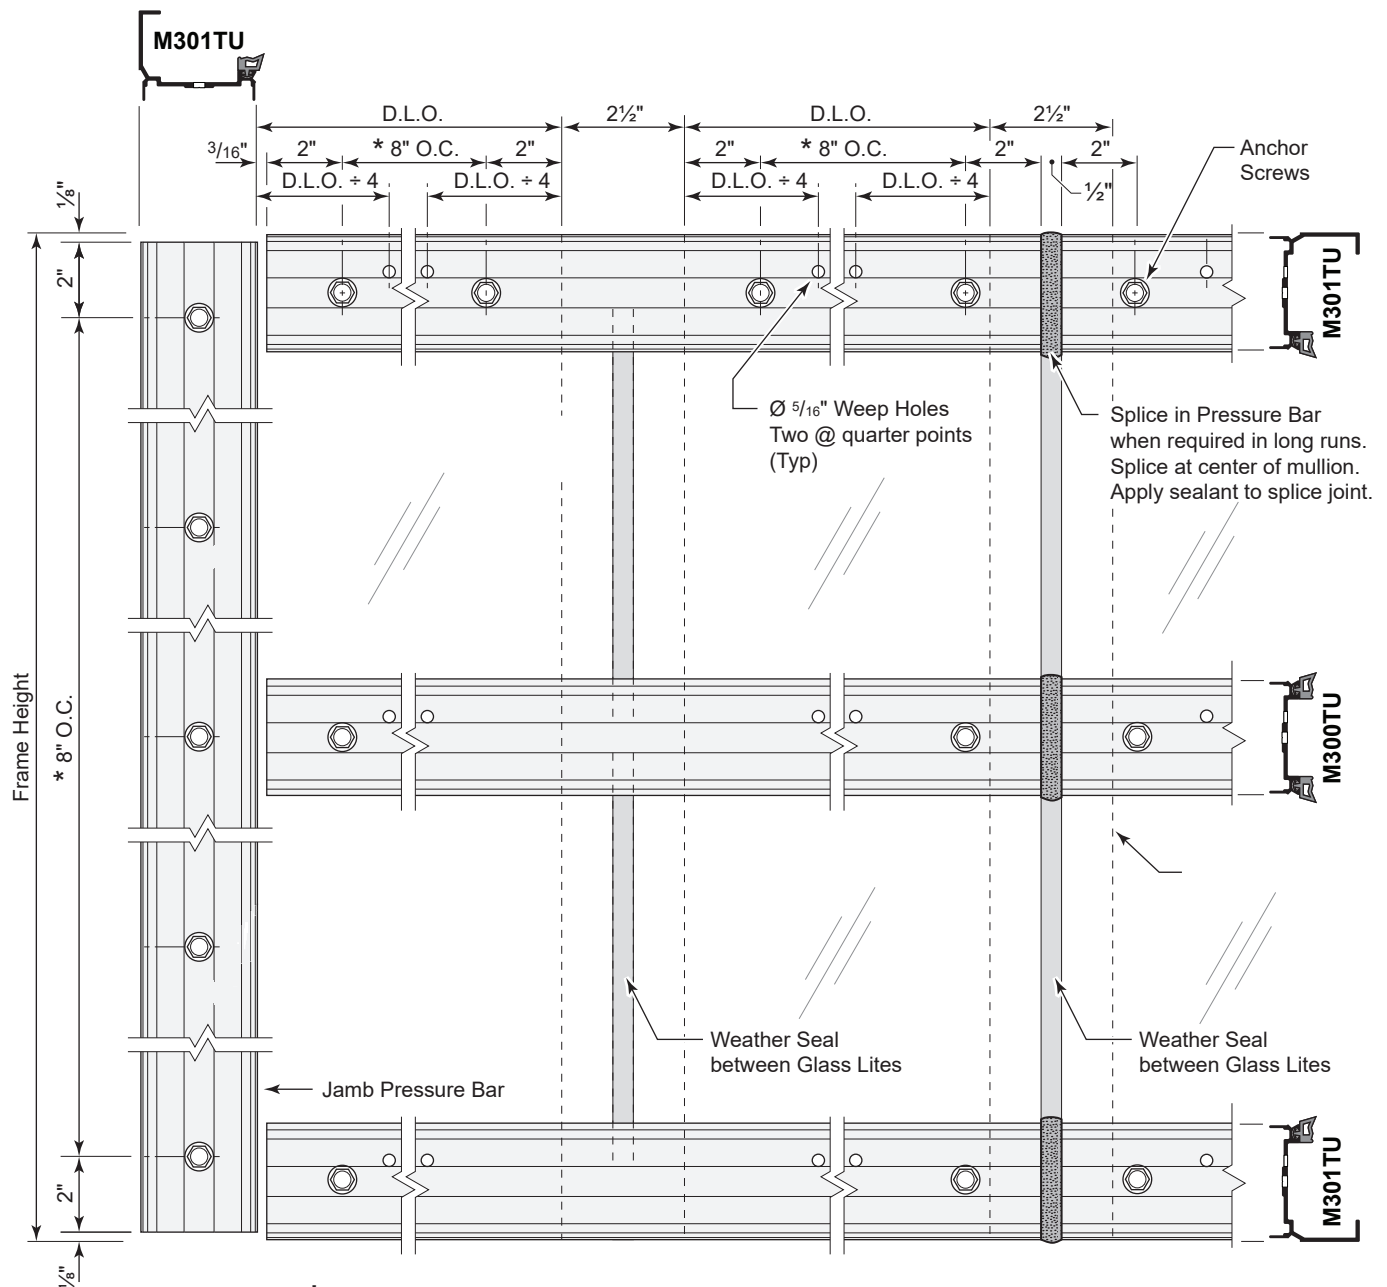 M301TU
D.L.O.
2½"
D.L.O.
2½"
3/16"
2"
* 8" O.C.
2"
2"
* 8" O.C.
2"
2"
D.L.O. ÷ 4
D.L.O. ÷ 4
D.L.O. ÷ 4
D.L.O. ÷ 4
½"
Anchor
Screws
⅛"
2"
M301TU
Ø 5/16" Weep Holes
Two @ quarter points
(Typ)
Splice in Pressure Bar
when required in long runs.
Splice at center of mullion.
Apply sealant to splice joint.
Frame Height
* 8" O.C.
M300TU
Weather Seal
between Glass Lites
Weather Seal
between Glass Lites
Jamb Pressure Bar
2"
M301TU
⅛"